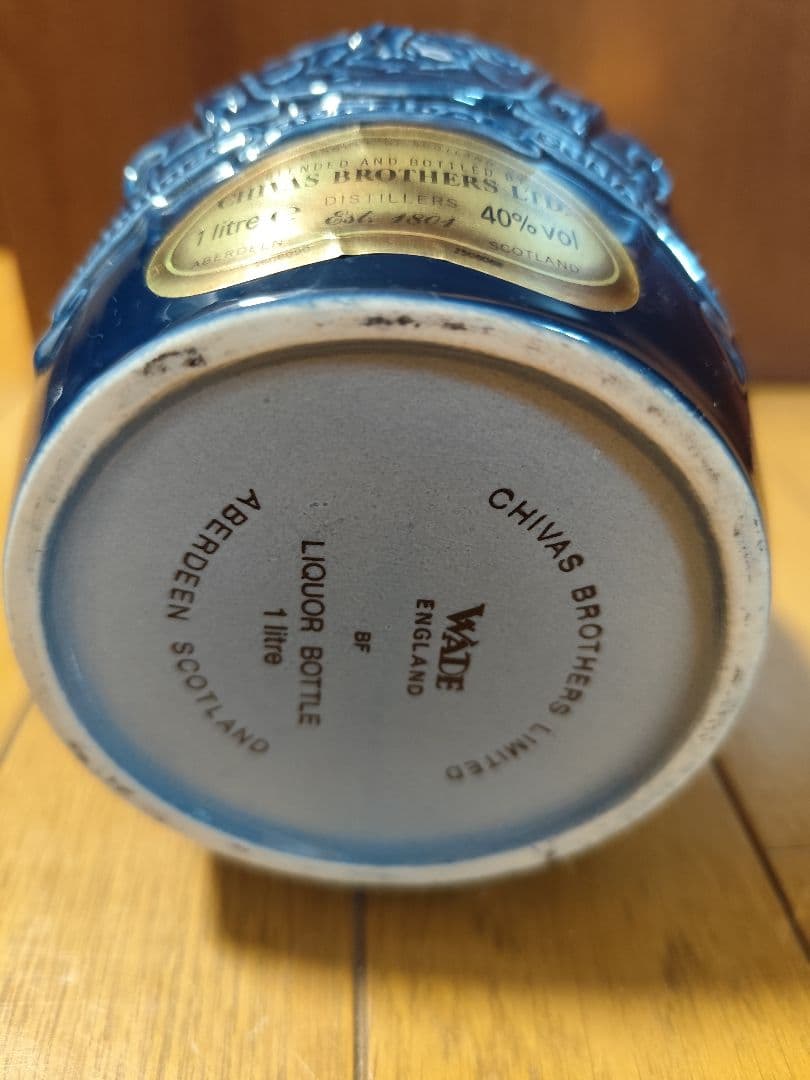 BLENDED AND BOTTLED BY
CHIVAS BROTHERS LTD.
DISTILLERS
1 litre e Est. 1801 40% vol
ABERDEEN SCOTLAND
CHIVAS BROTHERS LIMITED
WADE
ENGLAND
BF
LIQUOR BOTTLE
1 litre
ABERDEEN SCOTLAND